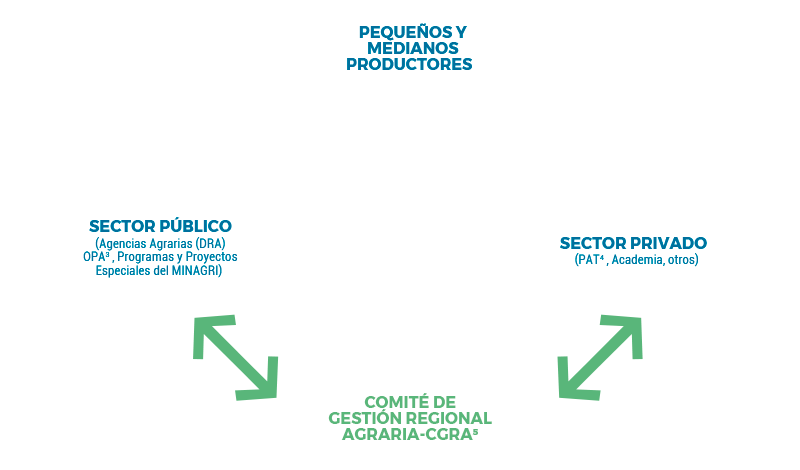 PEQUEÑOS Y
MEDIANOS
PRODUCTORES
SECTOR PÚBLICO
(Agencias Agrarias (DRA)
OPA³ , Programas y Proyectos
Especiales del MINAGRI)
SECTOR PRIVADO
(PAT⁴ , Academia, otros)
COMITÉ DE
GESTIÓN REGIONAL
AGRARIA-CGRA⁵